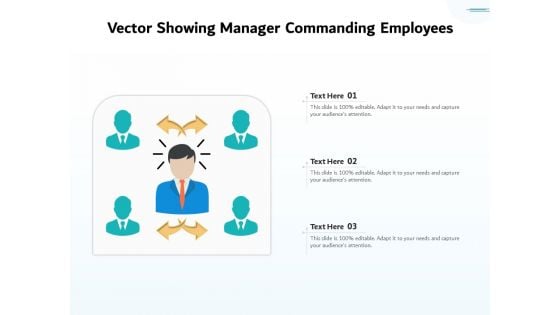 Vector Showing Manager Commanding Employees
Text Here 01
This slide is 100% editable. Adapt it to your needs and capture
your audience's attention.
Text Here 02
This slide is 100% editable. Adapt it to your needs and capture
your audience's attention.
Text Here 03
This slide is 100% editable. Adapt it to your needs and capture
your audience's attention.